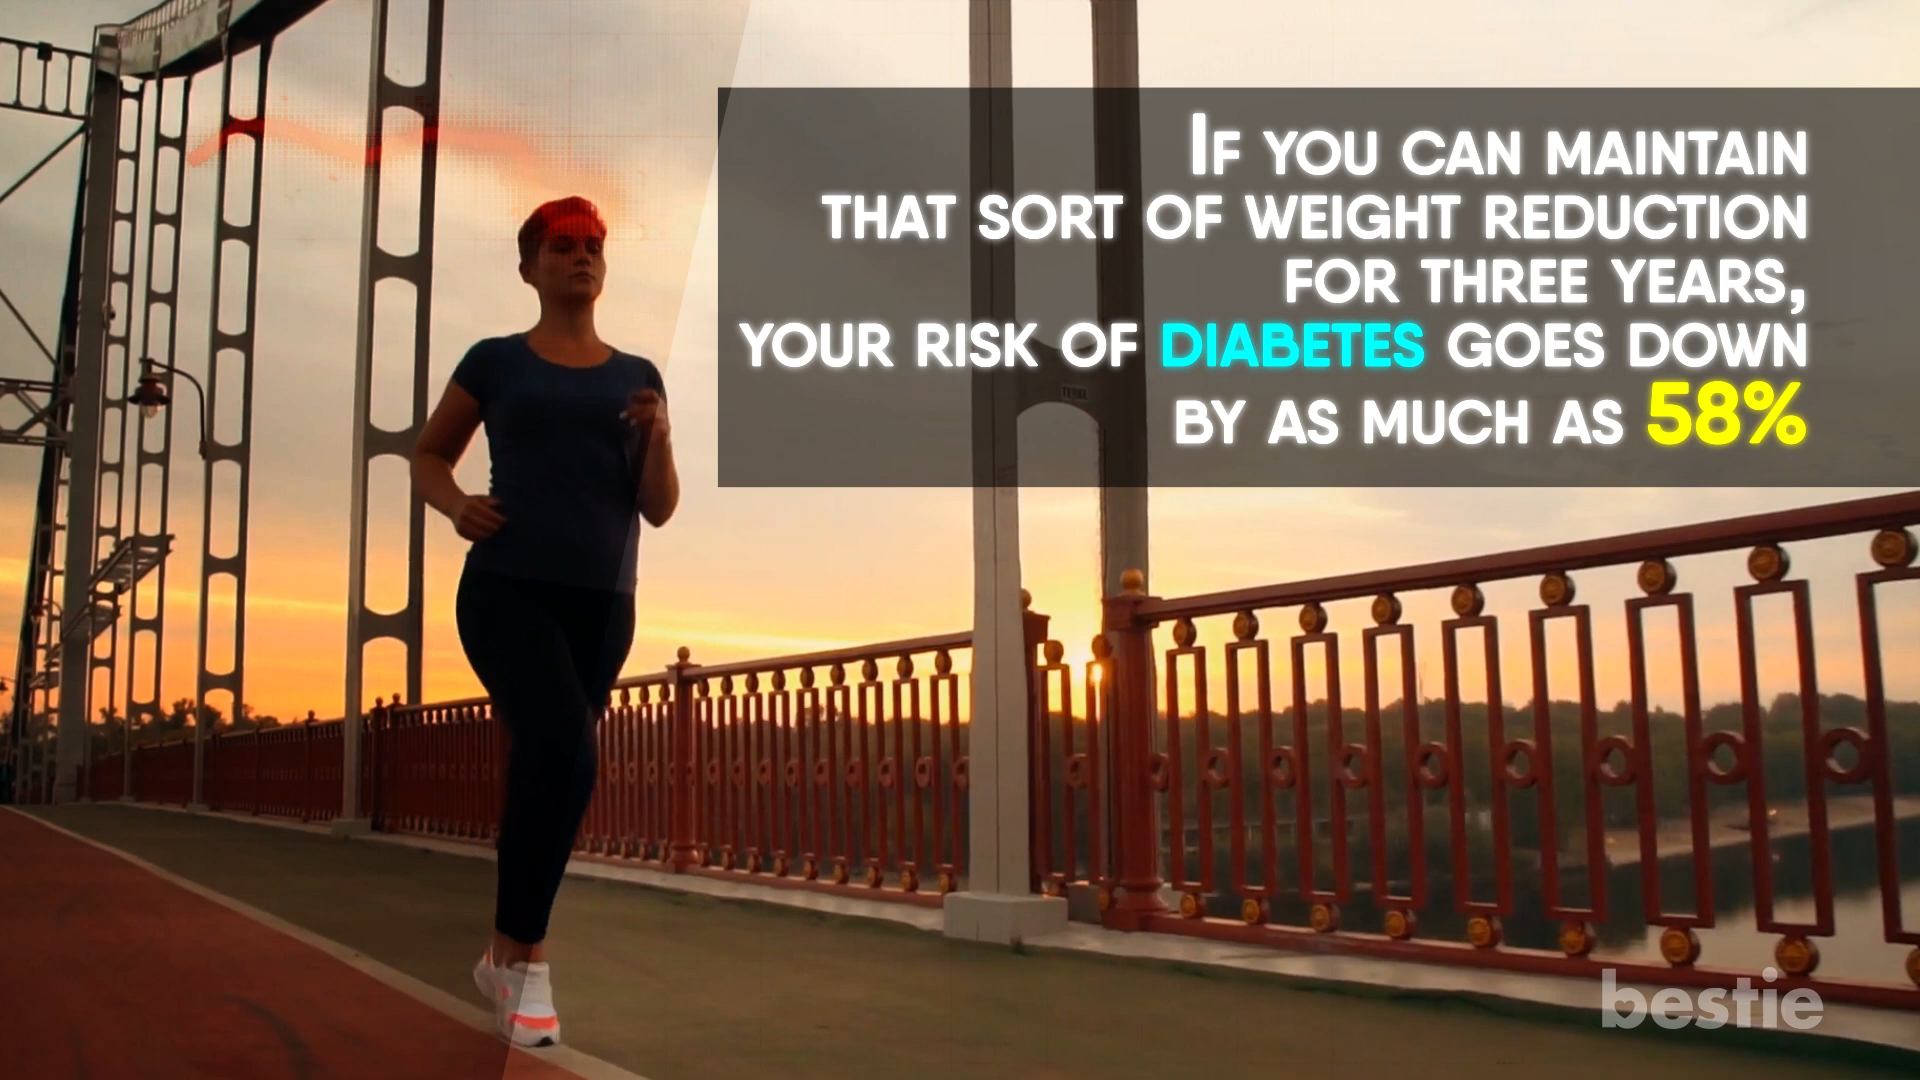 IF YOU CAN MAINTAIN
THAT SORT OF WEIGHT REDUCTION
FOR THREE YEARS,
YOUR RISK OF DIABETES GOES DOWN
BY AS MUCH AS 58%
bestie